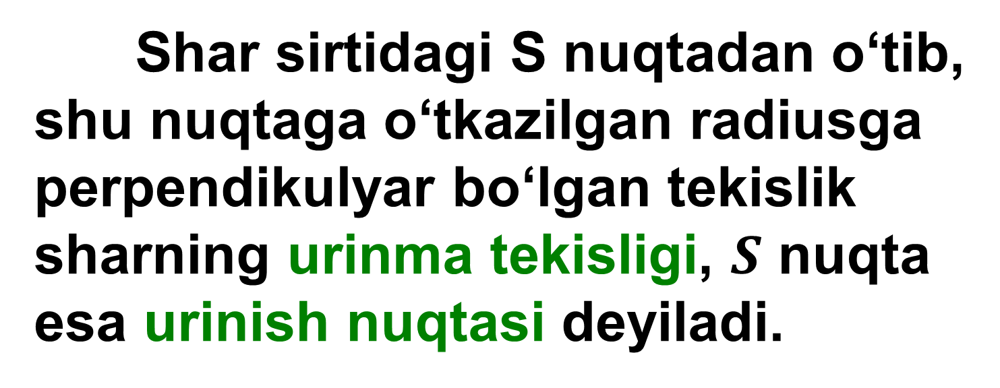 Shar sirtidagi S nuqtadan o‘tib,
shu nuqtaga o‘tkazilgan radiusga
perpendikulyar bo‘lgan tekislik
sharning urinma tekisligi, S nuqta
esa urinish nuqtasi deyiladi.